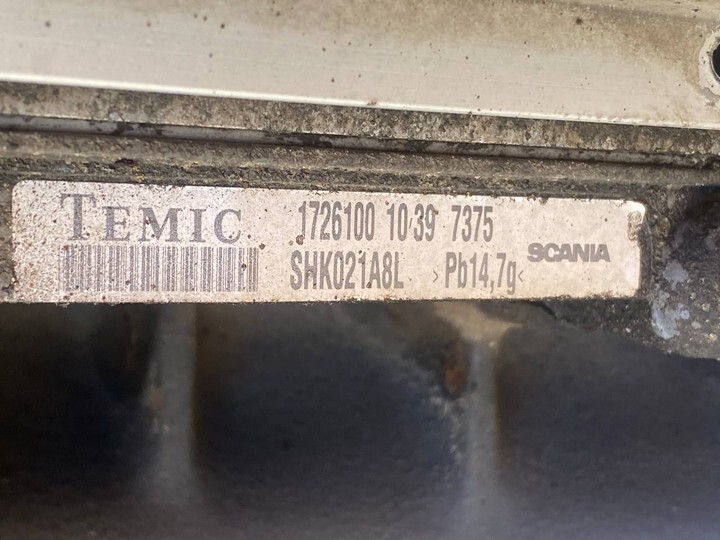 TEMIC 1726100 10 39 7375
SHK021A8L >Pb14,7g< SCANIA